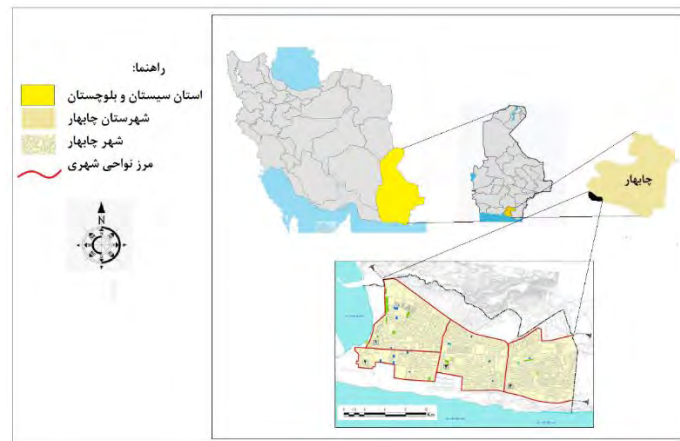 راهنما:
استان سیستان و بلوچستان
شهرستان چابهار
شهر چابهار
مرز نواحی شهری
N
چابهار